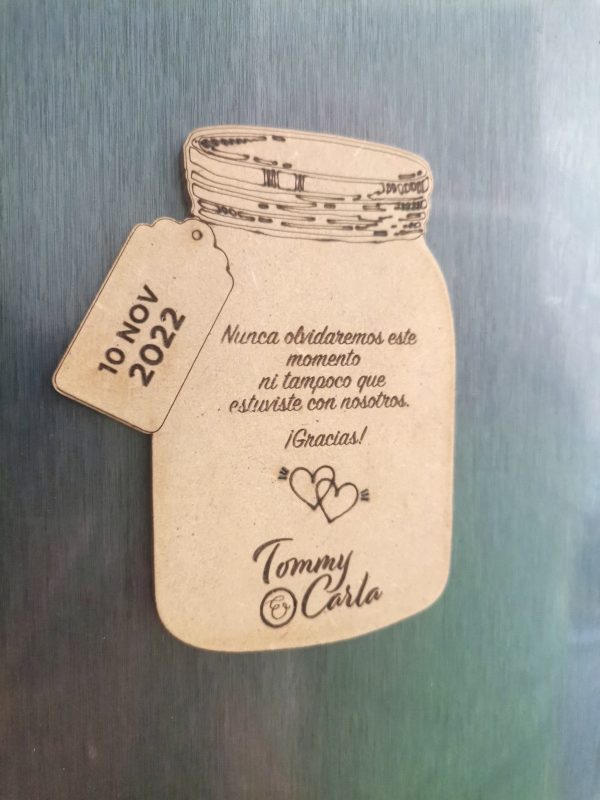 10 NOV
2022
Nunca olvidaremos este
momento
ni tampoco que
estuviste con nosotros.
¡Gracias!
Tommy
& Carla